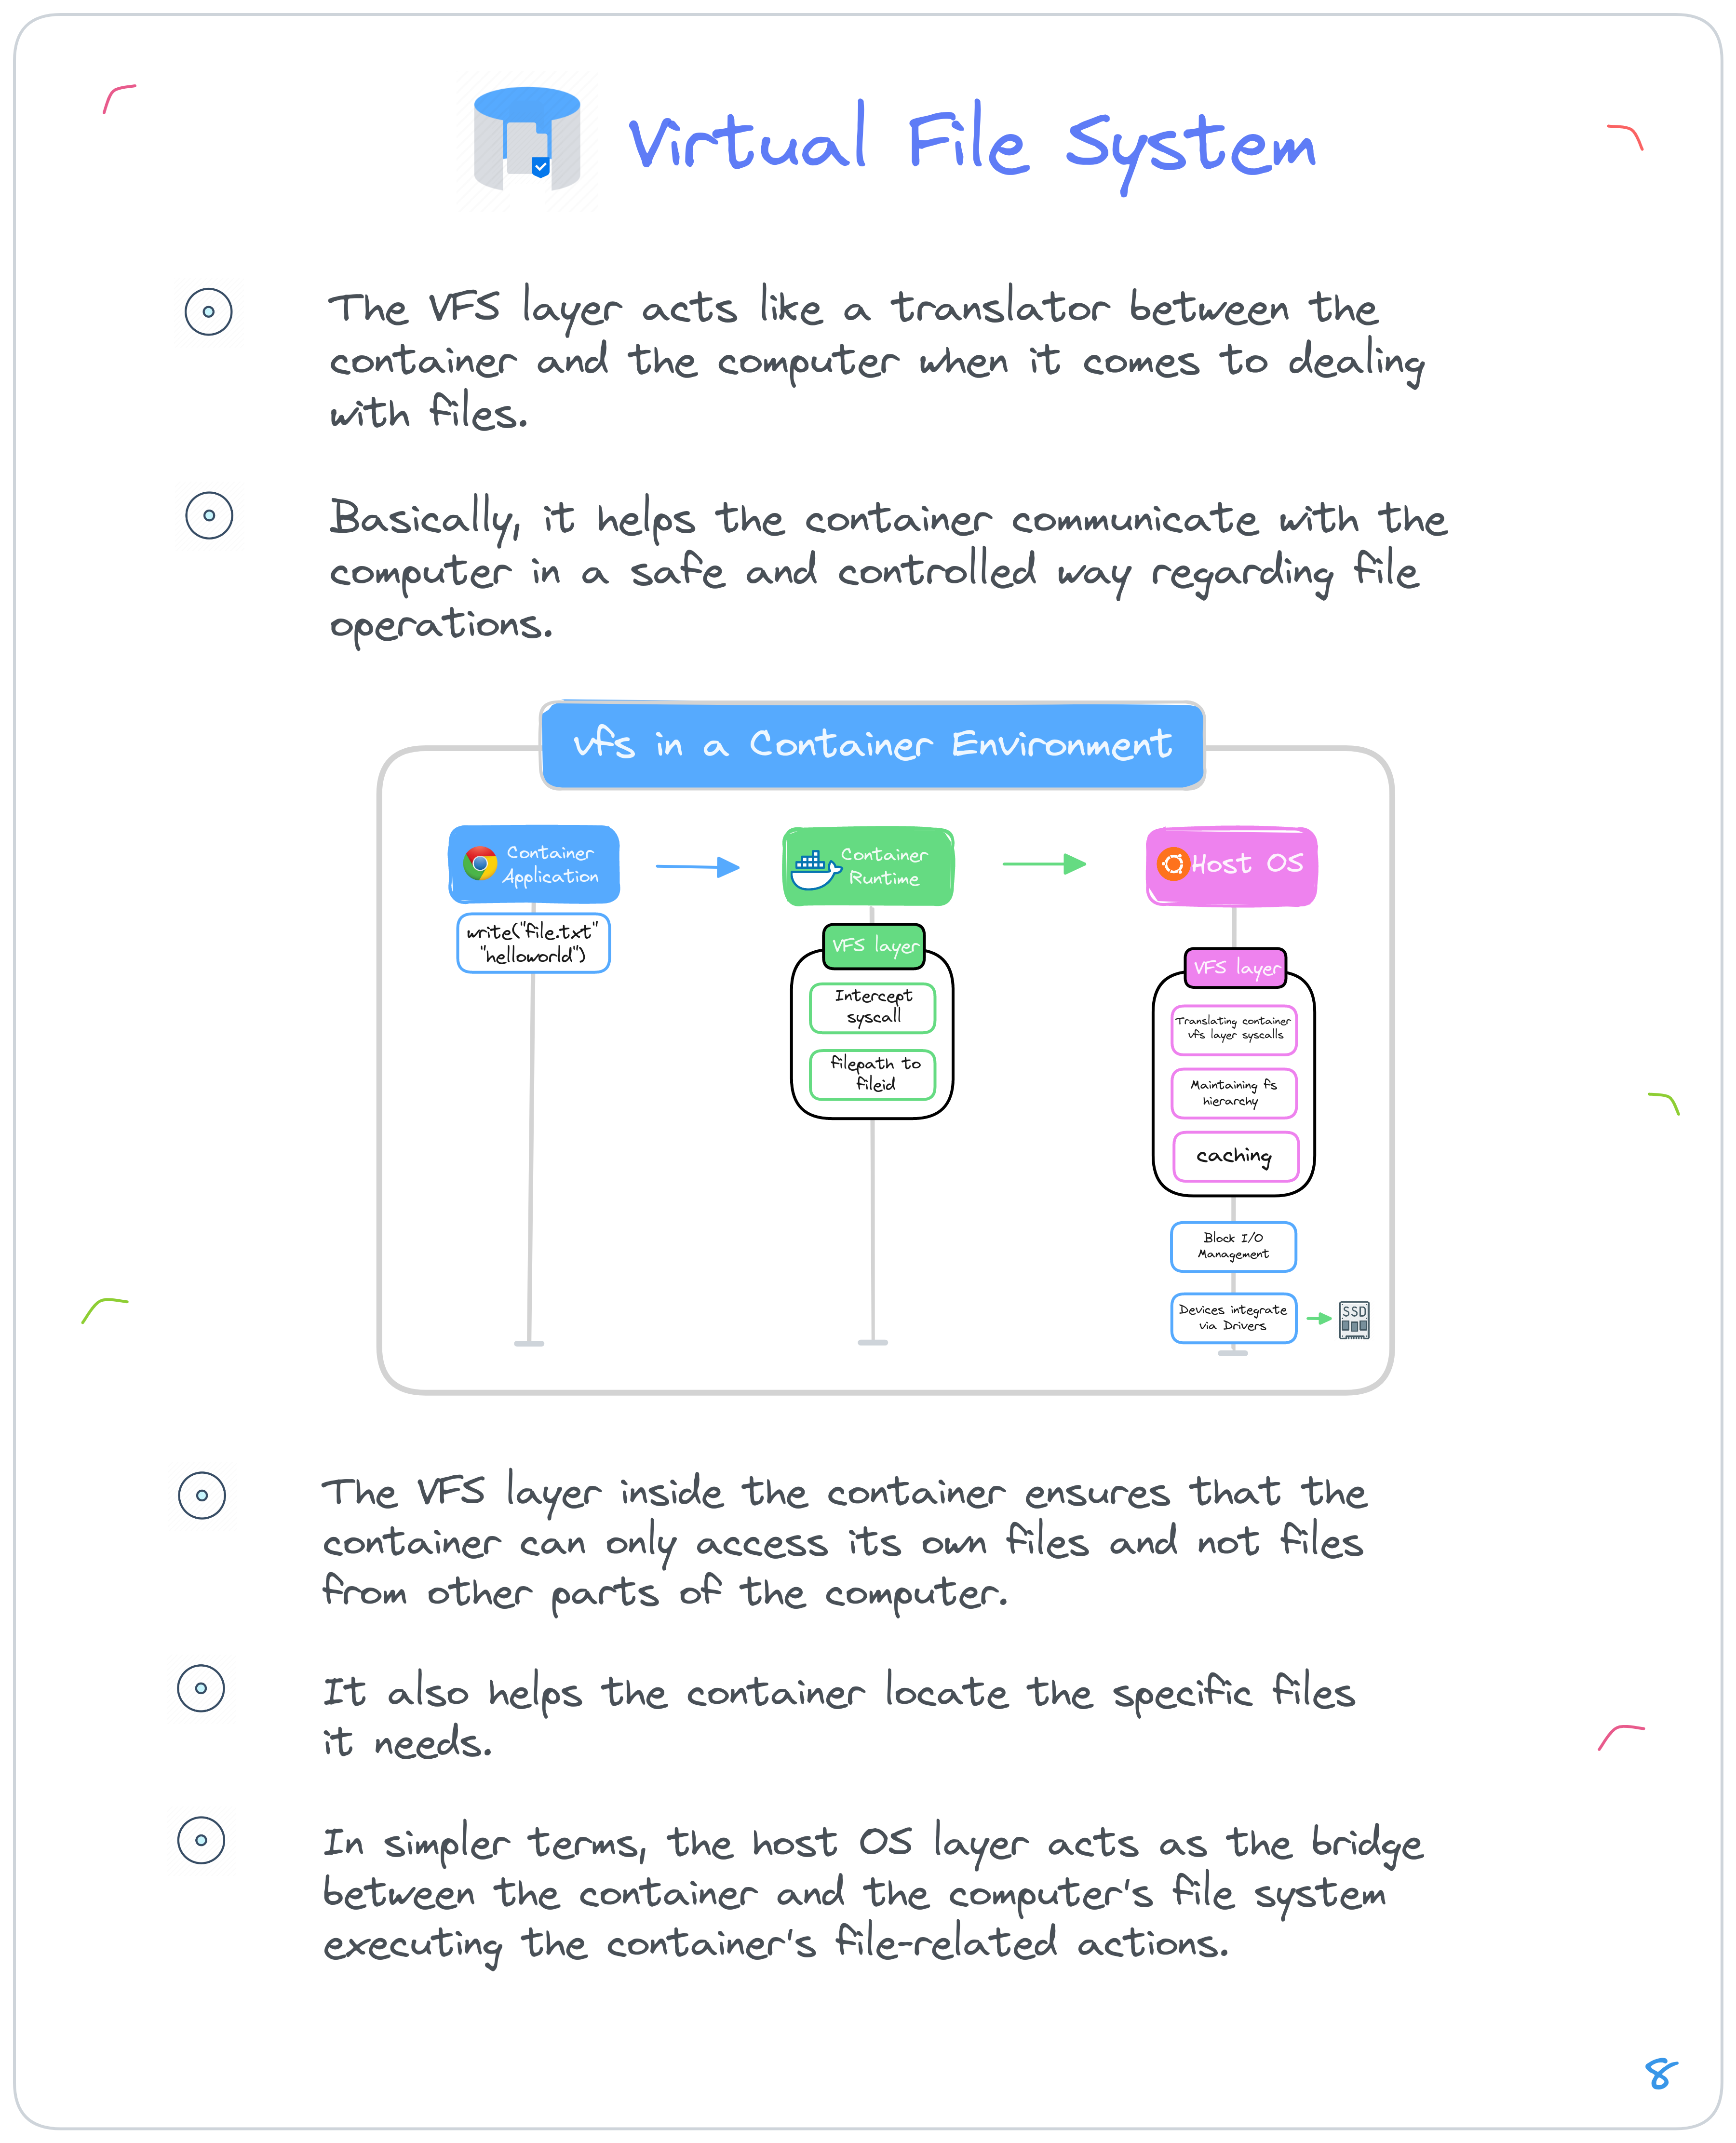 Virtual File System
The VFS layer acts like a translator between the
container and the computer when it comes to dealing
with files.
Basically, it helps the container communicate with the
computer in a safe and controlled way regarding file
operations.
vfs in a Container Environment
Container
Application
write("file.txt"
"helloworld")
Container
Runtime
VFS layer
Intercept
syscall
filepath to
fileid
Host OS
VFS layer
Translating container
vfs layer syscalls
Maintaining fs
hierarchy
caching
Block I/O
Management
Devices integrate
via Drivers
SSD
The VFS layer inside the container ensures that the
container can only access its own files and not files
from other parts of the computer.
It also helps the container locate the specific files
it needs.
In simpler terms, the host OS layer acts as the bridge
between the container and the computer's file system
executing the container's file-related actions.
8